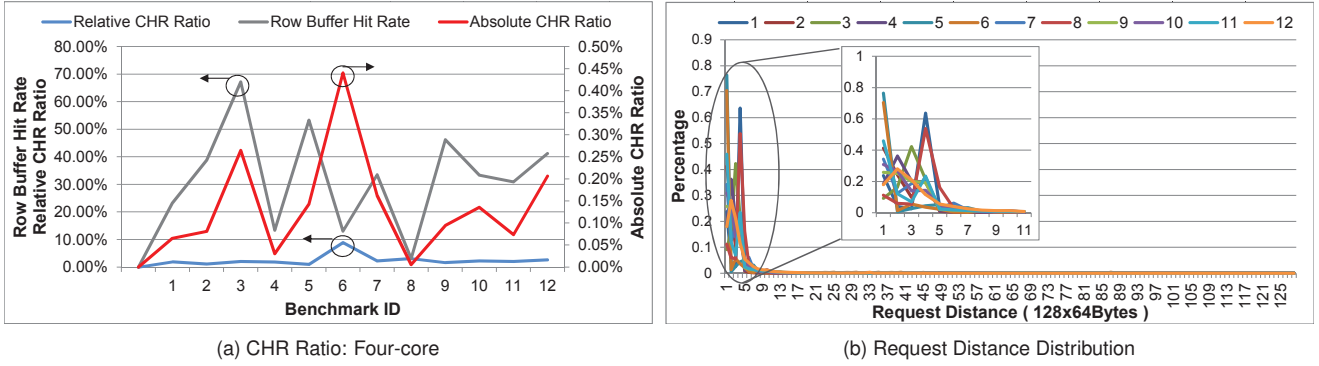 Relative CHR Ratio Row Buffer Hit Rate Absolute CHR Ratio
80.00%
70.00%
60.00%
50.00%
40.00%
30.00%
20.00%
10.00%
0.00%
Row Buffer Hit Rate
Relative CHR Ratio
0.50%
0.45%
0.40%
0.35%
0.30%
0.25%
0.20%
0.15%
0.10%
0.05%
0.00%
Absolute CHR Ratio
1 2 3 4 5 6 7 8 9 10 11 12
Benchmark ID
(a) CHR Ratio: Four-core
1 2 3 4 5 6 7 8 9 10 11 12
0.9
0.8
0.7
0.6
0.5
0.4
0.3
0.2
0.1
0
Percentage
1
0.8
0.6
0.4
0.2
0
1 3 5 7 9 11
1 5 9 13 17 21 25 29 33 37 41 45 49 53 57 61 65 69 73 77 81 85 89 93 97 101 105 109 113 117 121 125
Request Distance ( 128x64Bytes )
(b) Request Distance Distribution